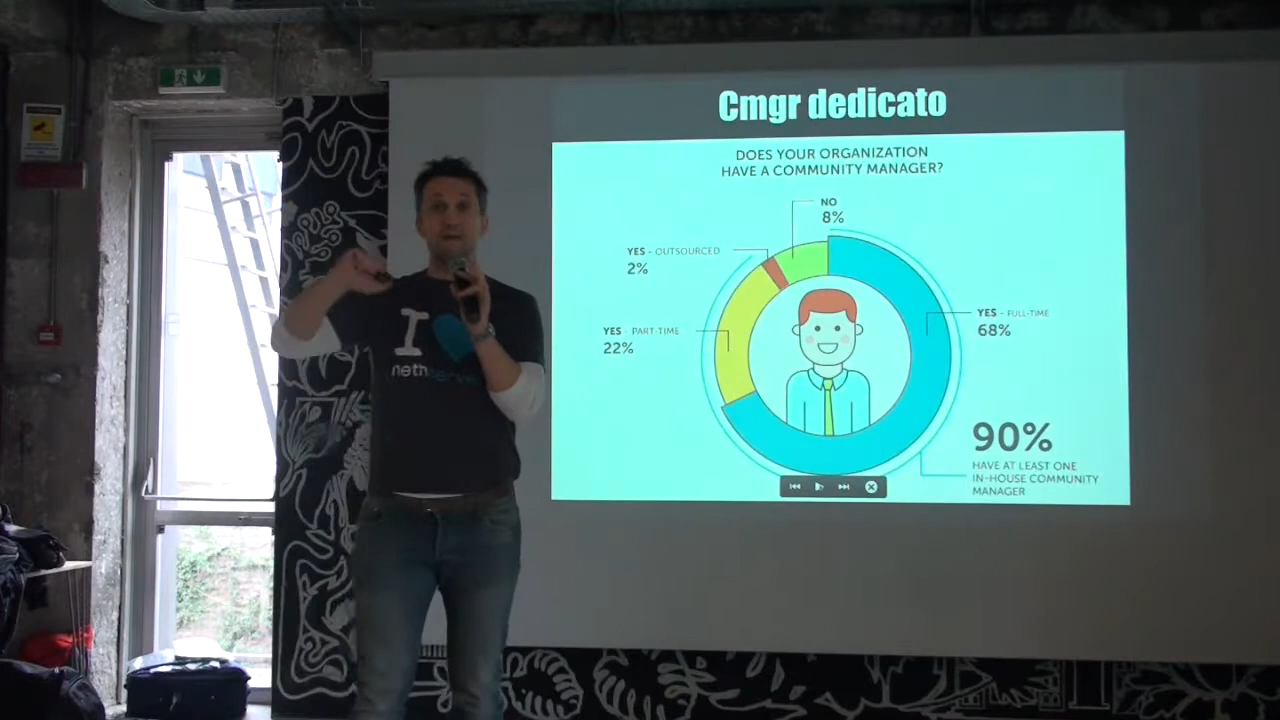 Cmgr dedicato
DOES YOUR ORGANIZATION
HAVE A COMMUNITY MANAGER?
NO
8%
YES - OUTSOURCED
2%
YES - FULL-TIME
68%
YES - PART-TIME
22%
90%
HAVE AT LEAST ONE
IN-HOUSE COMMUNITY
MANAGER
I
neth